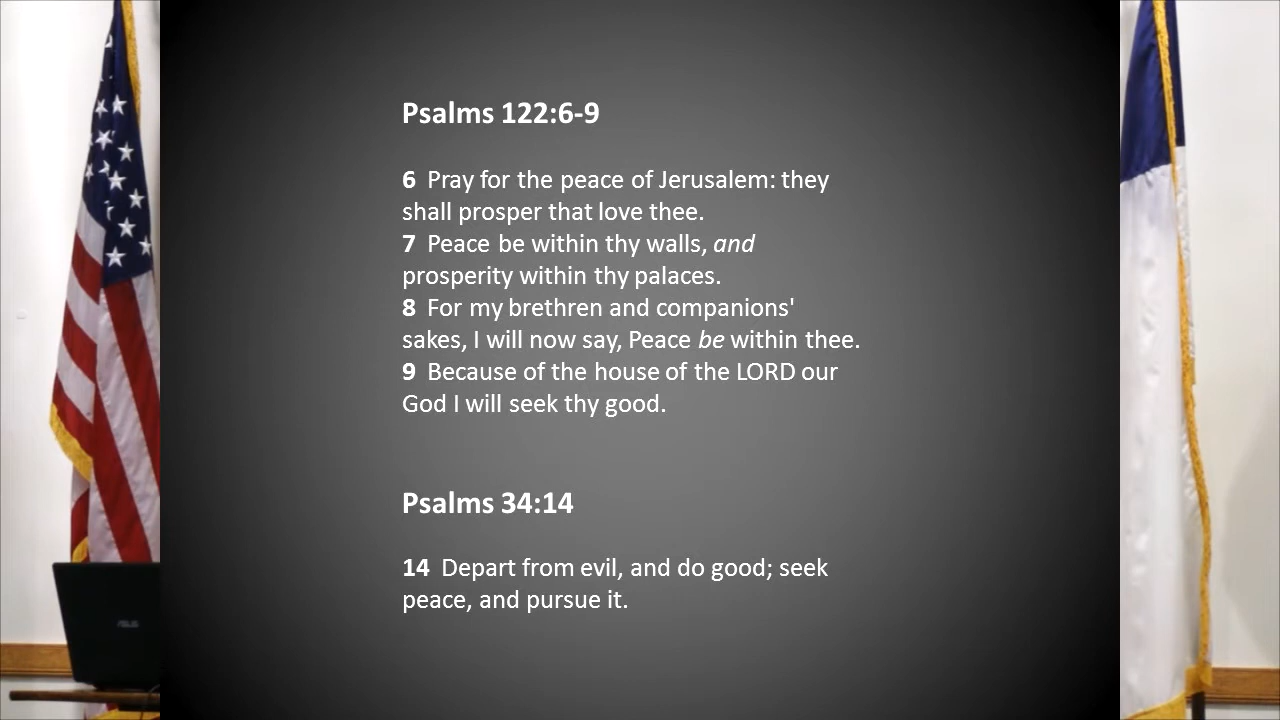 Psalms 122:6-9
6 Pray for the peace of Jerusalem: they
shall prosper that love thee.
7 Peace be within thy walls, and
prosperity within thy palaces.
8 For my brethren and companions'
sakes, I will now say, Peace be within thee.
9 Because of the house of the LORD our
God I will seek thy good.
Psalms 34:14
14 Depart from evil, and do good; seek
peace, and pursue it.
ASUS